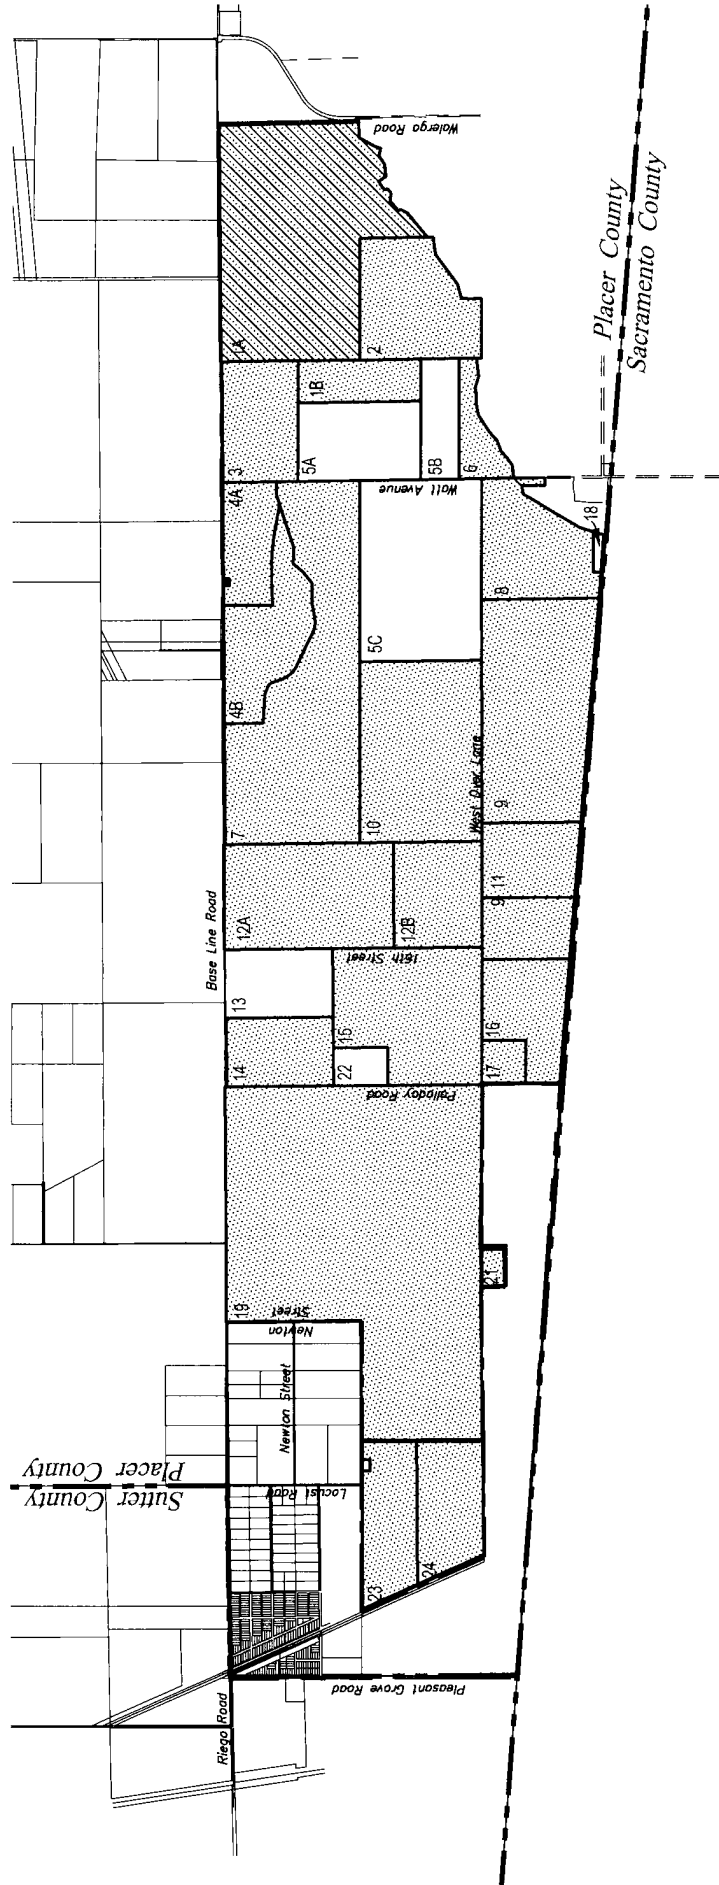 Walerga Road
Placer County
Sacramento County
1A
2
1B
3
5A
5B
6
4A
Watt Avenue
18
8
5C
4B
West Dyer Lane
9
7
10
11
Base Line Road
12A
12B
9
16th Street
13
15
16
14
22
17
Palladay Road
21
19
Newton
Street
Newton Street
Placer County
Sutter County
Locust Road
23
24
Pleasant Grove Road
Riego Road